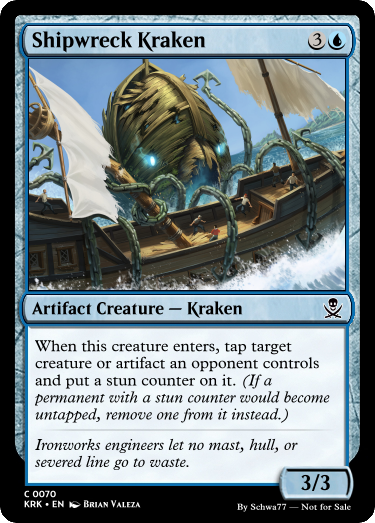 Shipwreck Kraken 3
Artifact Creature — Kraken
When this creature enters, tap target
creature or artifact an opponent controls
and put a stun counter on it. (If a
permanent with a stun counter would become
untapped, remove one from it instead.)
Ironworks engineers let no mast, hull, or
severed line go to waste.
3/3
C 0070
KRK • EN Brian Valeza
By Schwa77 — Not for Sale